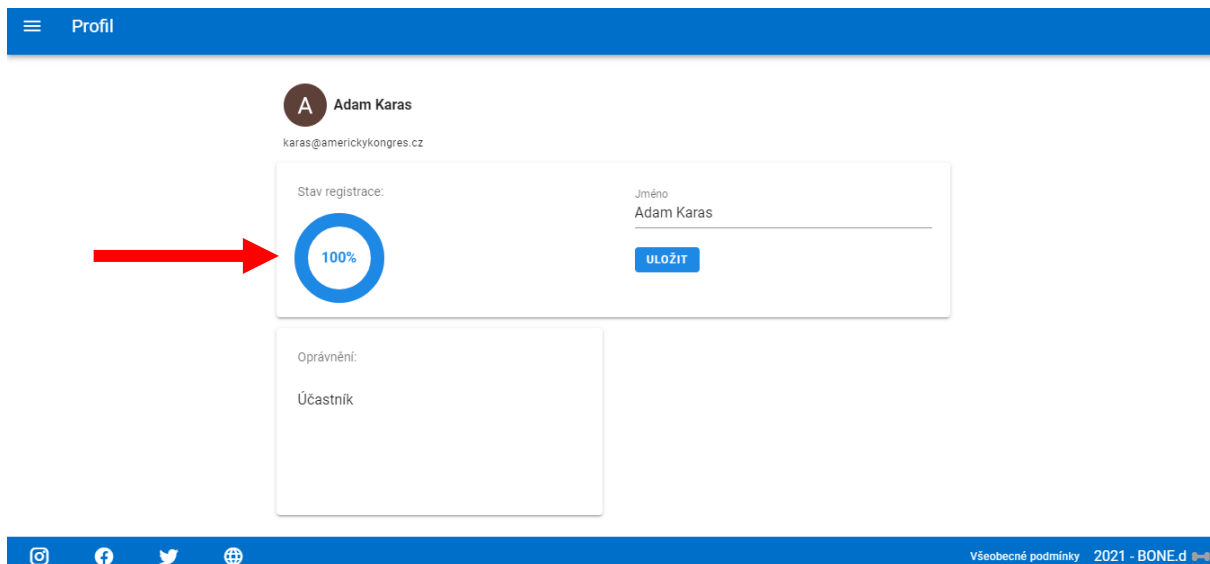 Profil
A
Adam Karas
karas@americkykongres.cz
Stav registrace:
100%
Jméno
Adam Karas
ULOŽIT
Oprávnění:
Účastník
Všeobecné podmínky 2021 - BONE.d